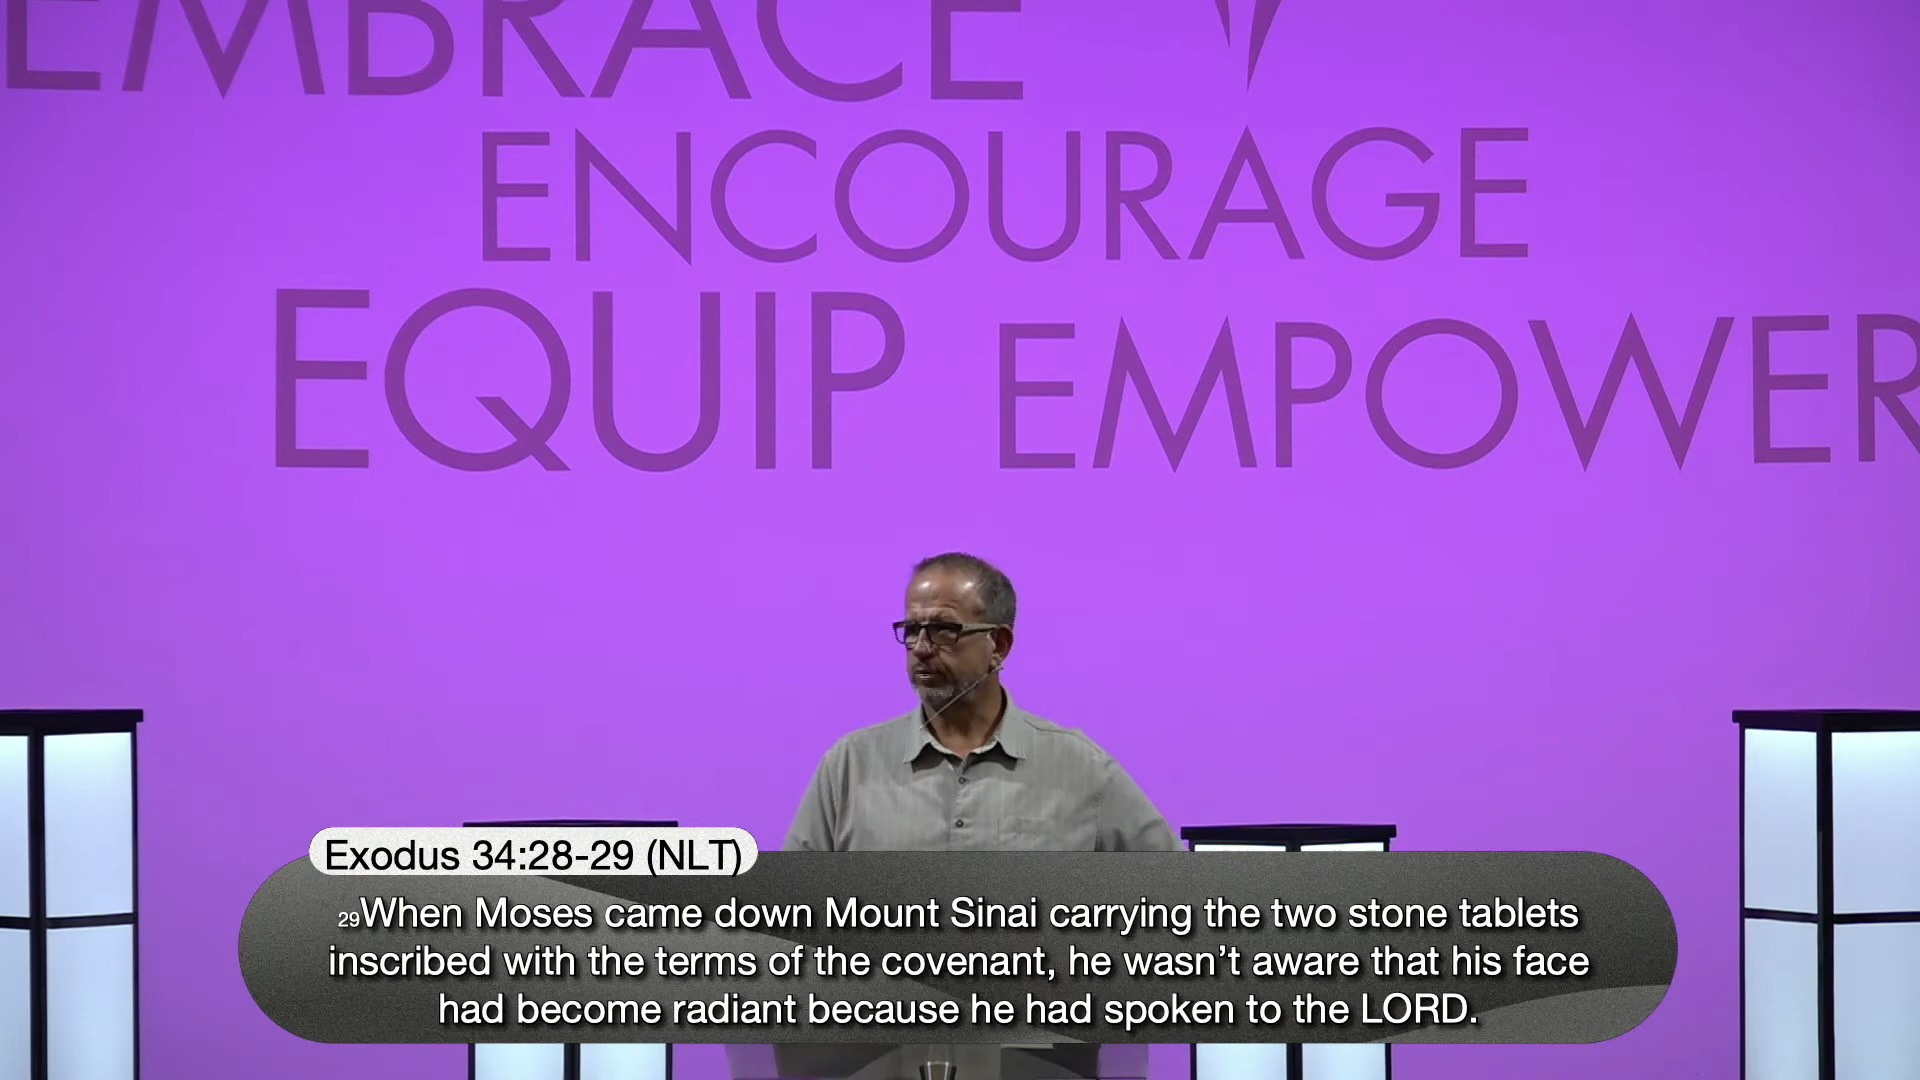 EMBRACE
ENCOURAGE
EQUIP EMPOWER
Exodus 34:28-29 (NLT)
29When Moses came down Mount Sinai carrying the two stone tablets
inscribed with the terms of the covenant, he wasn’t aware that his face
had become radiant because he had spoken to the LORD.